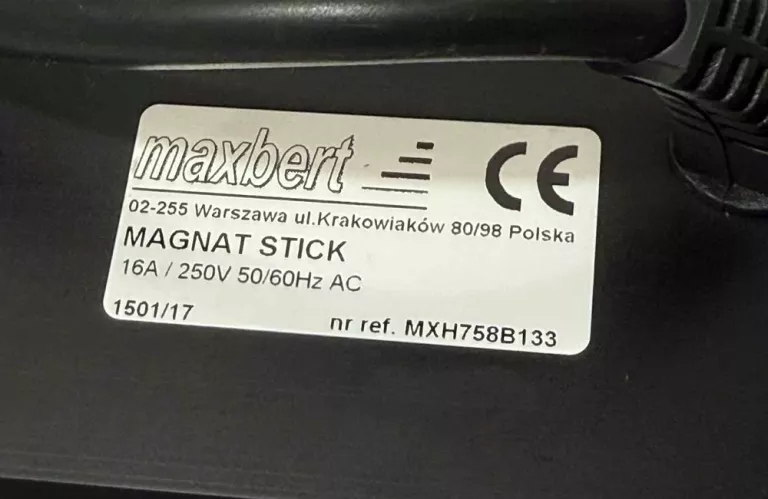 maxbert
CE
02-255 Warszawa ul.Krakowiaków 80/98 Polska
MAGNAT STICK
16A / 250V 50/60Hz AC
1501/17 nr ref. MXH758B133